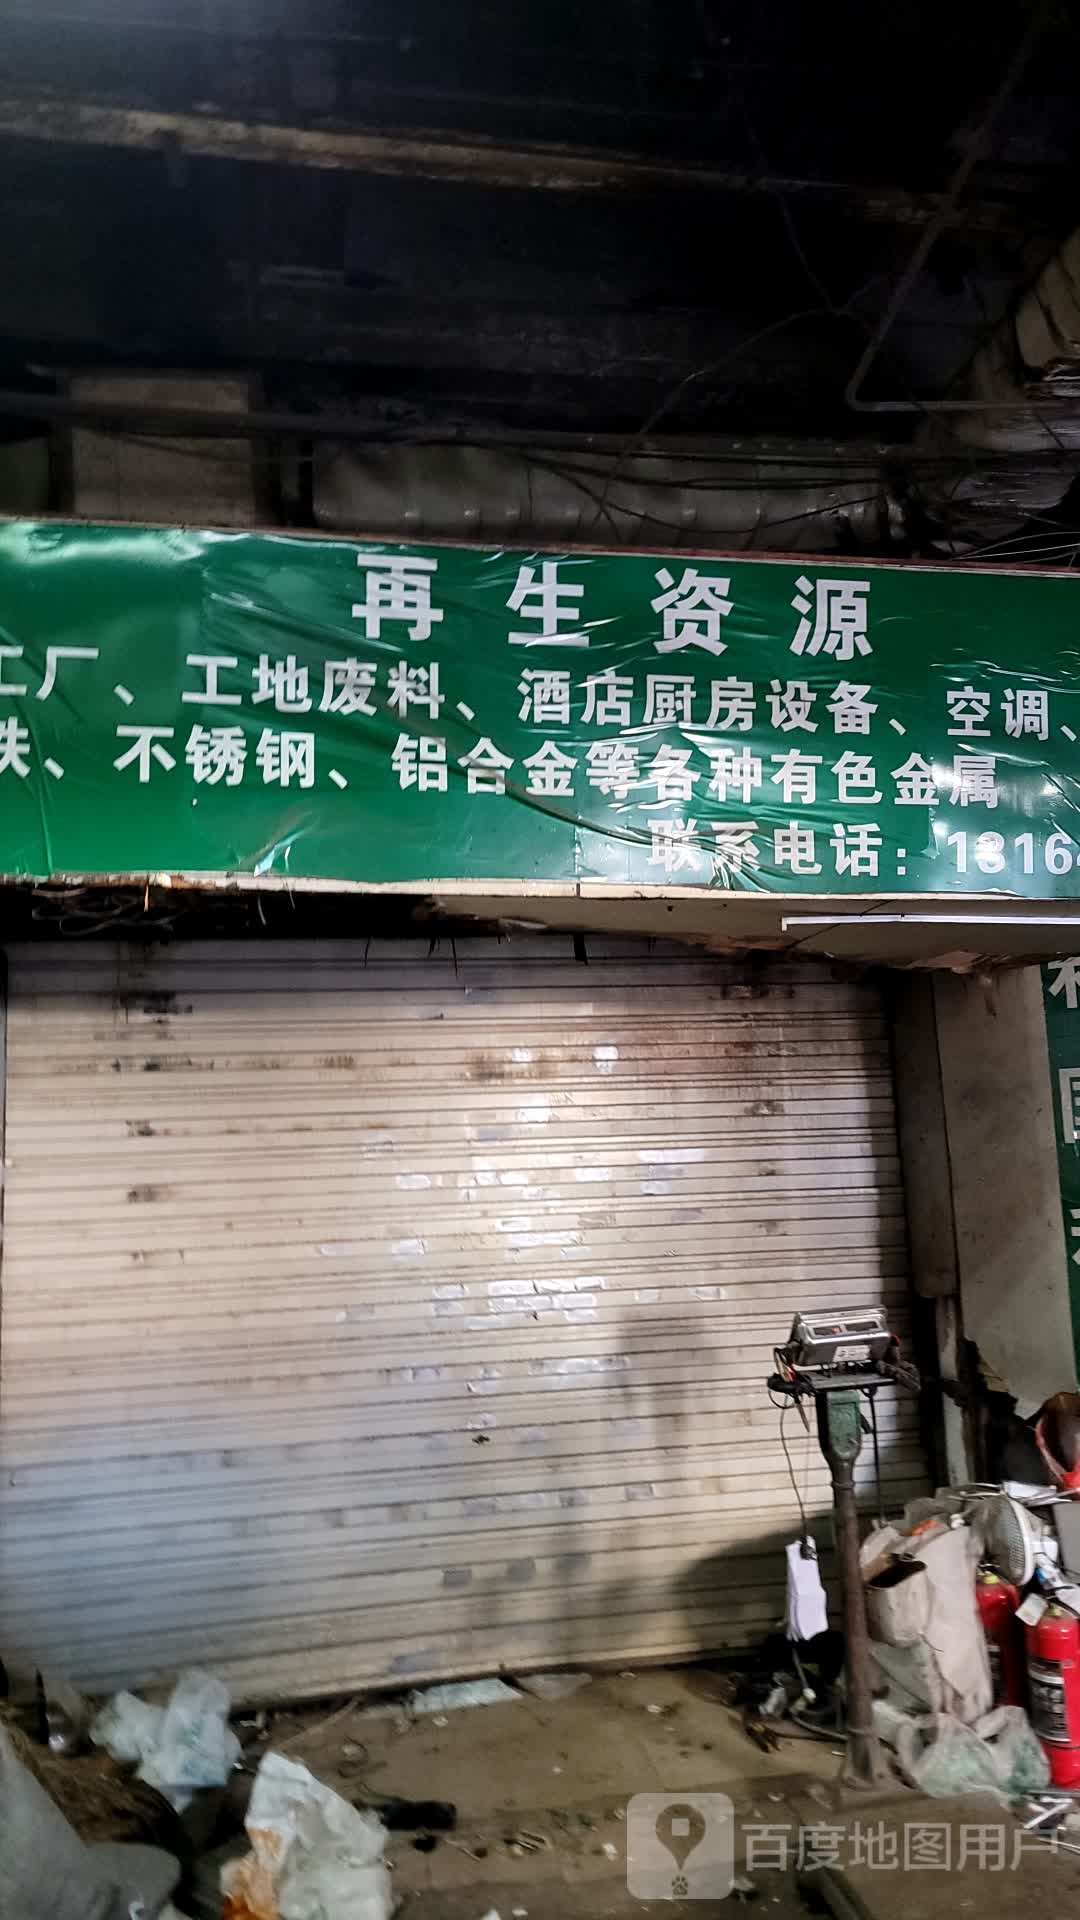 再生资源
工厂、工地废料、酒店厨房设备、空调、
铁、不锈钢、铝合金等各种有色金属
联系电话：1816
百度地图用户